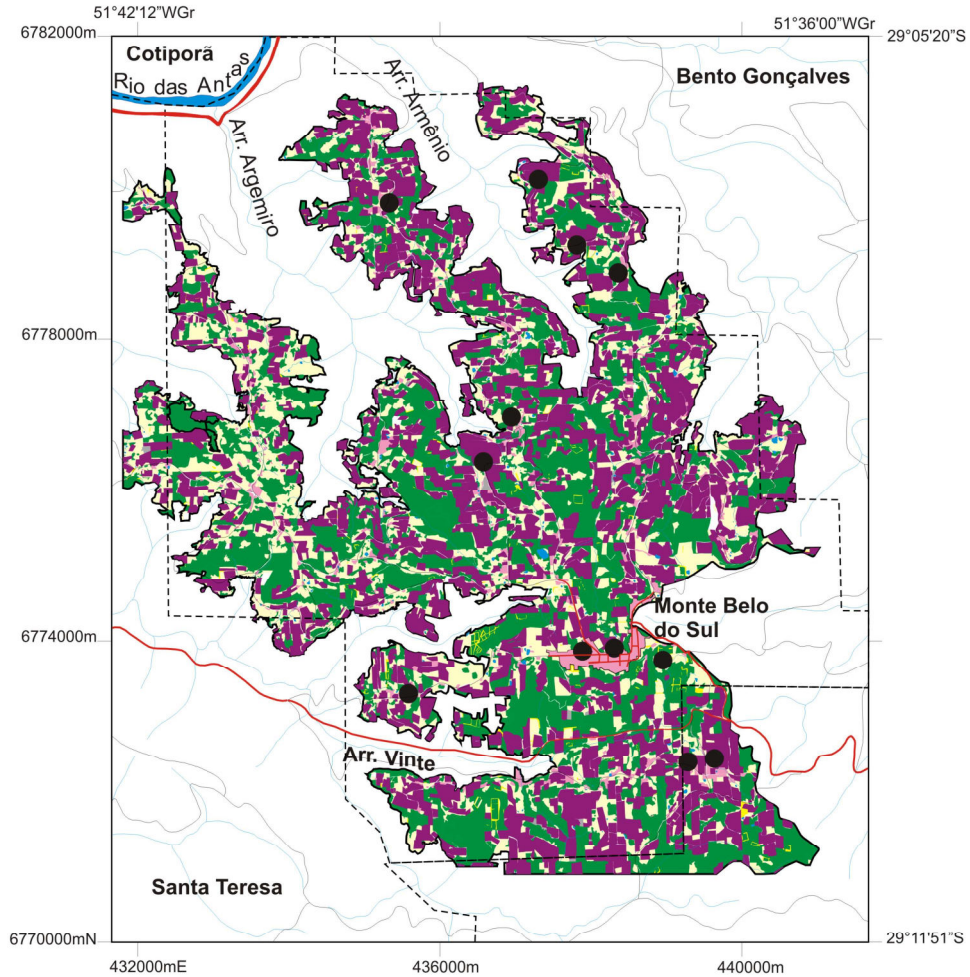 51°42'12"WGr
51°36'00"WGr
6782000m
29°05'20"S
Cotiporã
Rio das Antas
Bento Gonçalves
Arr. Armênio
Arr. Argemiro
6778000m
Monte Belo
do Sul
6774000m
Arr. Vinte
Santa Teresa
6770000mN
29°11'51"S
432000mE
436000m
440000m